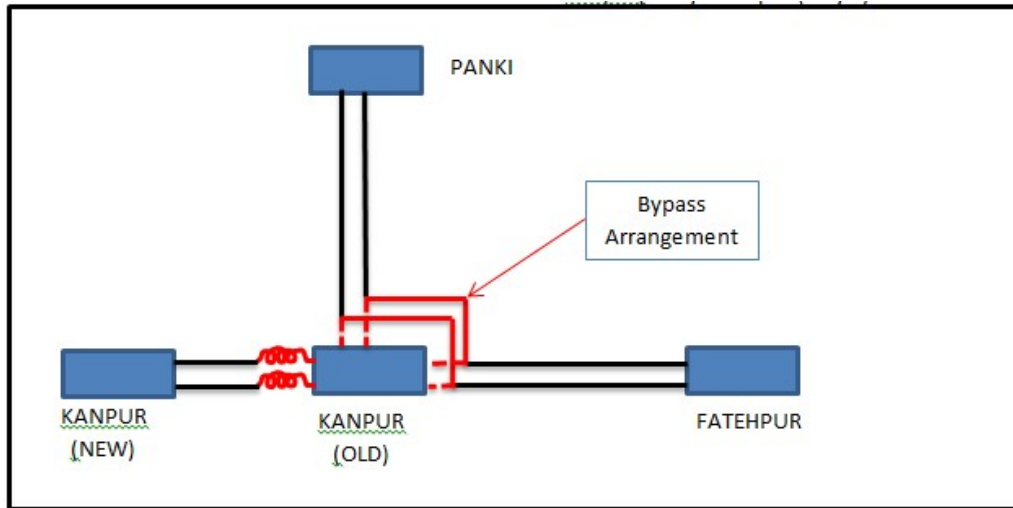 PANKI
Bypass
Arrangement
KANPUR
(NEW)
KANPUR
(OLD)
FATEHPUR